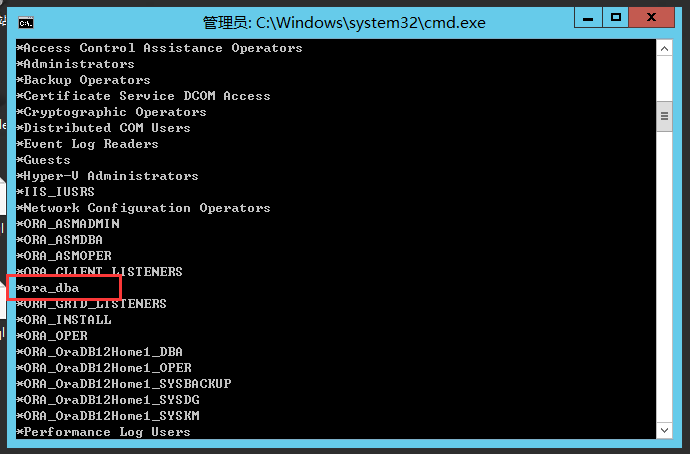 管理员: C:\Windows\system32\cmd.exe
*Access Control Assistance Operators
*Administrators
*Backup Operators
*Certificate Service DCOM Access
*Cryptographic Operators
*Distributed COM Users
*Event Log Readers
*Guests
*Hyper-V Administrators
*IIS_IUSRS
*Network Configuration Operators
*ORA_ASMADMIN
*ORA_ASMDBA
*ORA_ASMOPER
*ORA_CLIENT_LISTENERS
*ora_dba
*ORA_GRID_LISTENERS
*ORA_INSTALL
*ORA_OPER
*ORA_OraDB12Home1_DBA
*ORA_OraDB12Home1_OPER
*ORA_OraDB12Home1_SYSBACKUP
*ORA_OraDB12Home1_SYSDG
*ORA_OraDB12Home1_SYSKM
*Performance Log Users